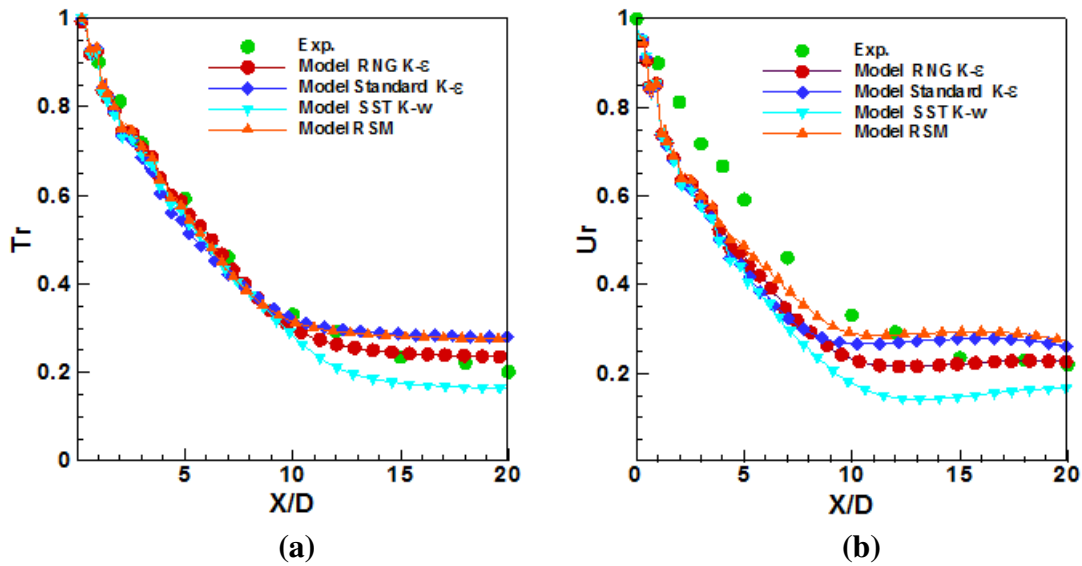 1
0.8
0.6
0.4
0.2
0
Tr
5
10
15
20
X/D
Exp.
Model RNG K-ε
Model Standard K-ε
Model SST K-w
Model RSM
(a)
1
0.8
0.6
0.4
0.2
Ur
0
5
10
15
20
X/D
Exp.
Model RNG K-ε
Model Standard K-ε
Model SST K-w
Model RSM
(b)